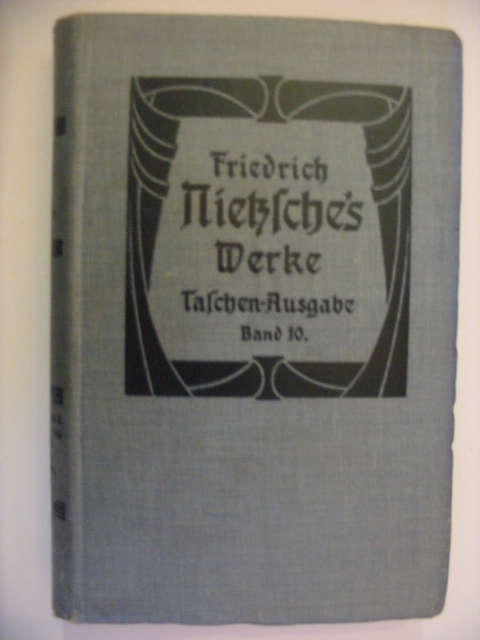 Friedrich
Nietzſche's
Werke
Taſchen-Ausgabe
Band 10.